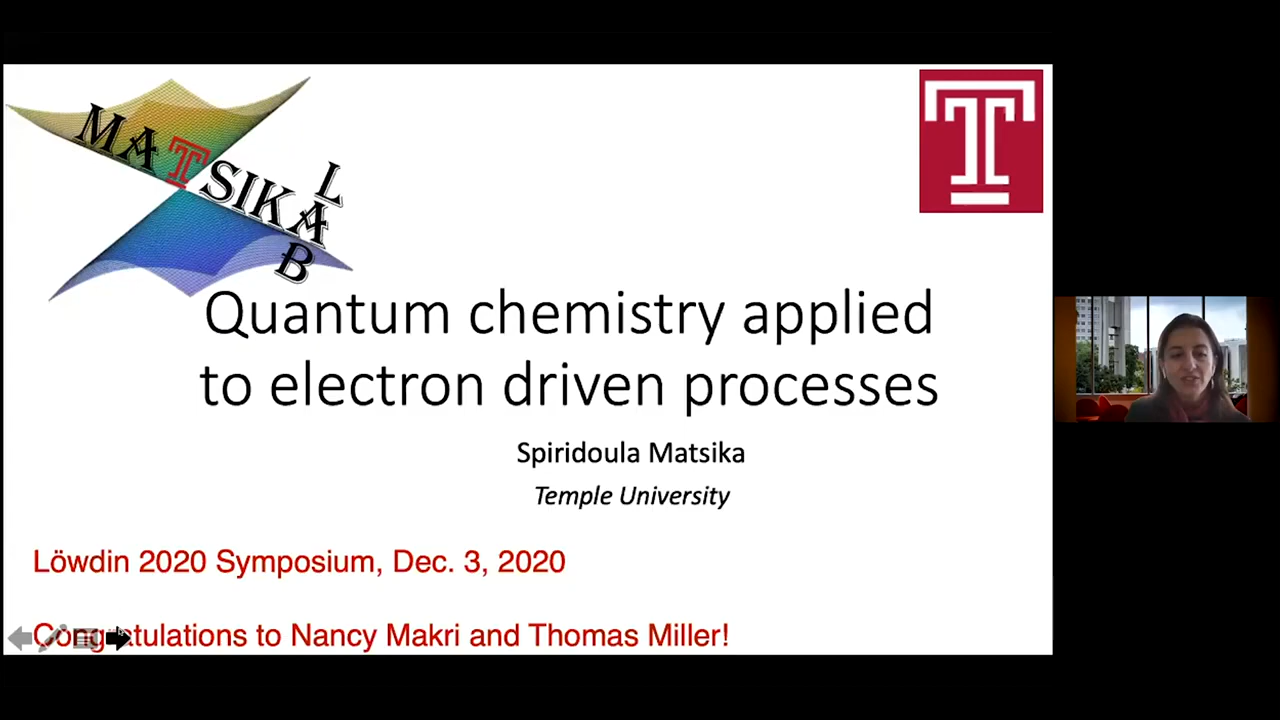 MATSIKA
LAB
T
Quantum chemistry applied
to electron driven processes
Spiridoula Matsika
Temple University
Löwdin 2020 Symposium, Dec. 3, 2020
Congratulations to Nancy Makri and Thomas Miller!